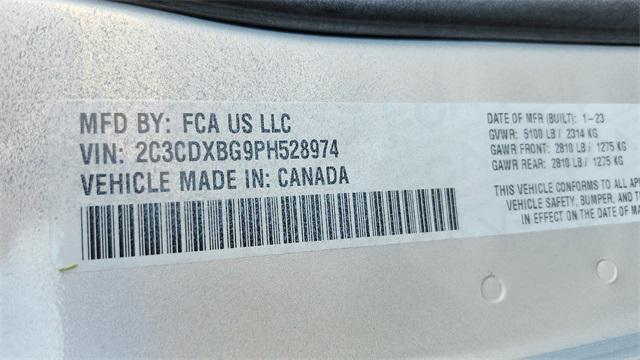 MFD BY: FCA US LLC
VIN: 2C3CDXBG9PH528974
VEHICLE MADE IN: CANADA
DATE OF MFR (BUILT): 1-23
GVWR: 5100 LB / 2314 KG
GAWR FRONT: 2810 LB / 1275 KG
GAWR REAR: 2810 LB / 1275 KG
THIS VEHICLE CONFORMS TO ALL AP
VEHICLE SAFETY, BUMPER, AND T
IN EFFECT ON THE DATE OF MA